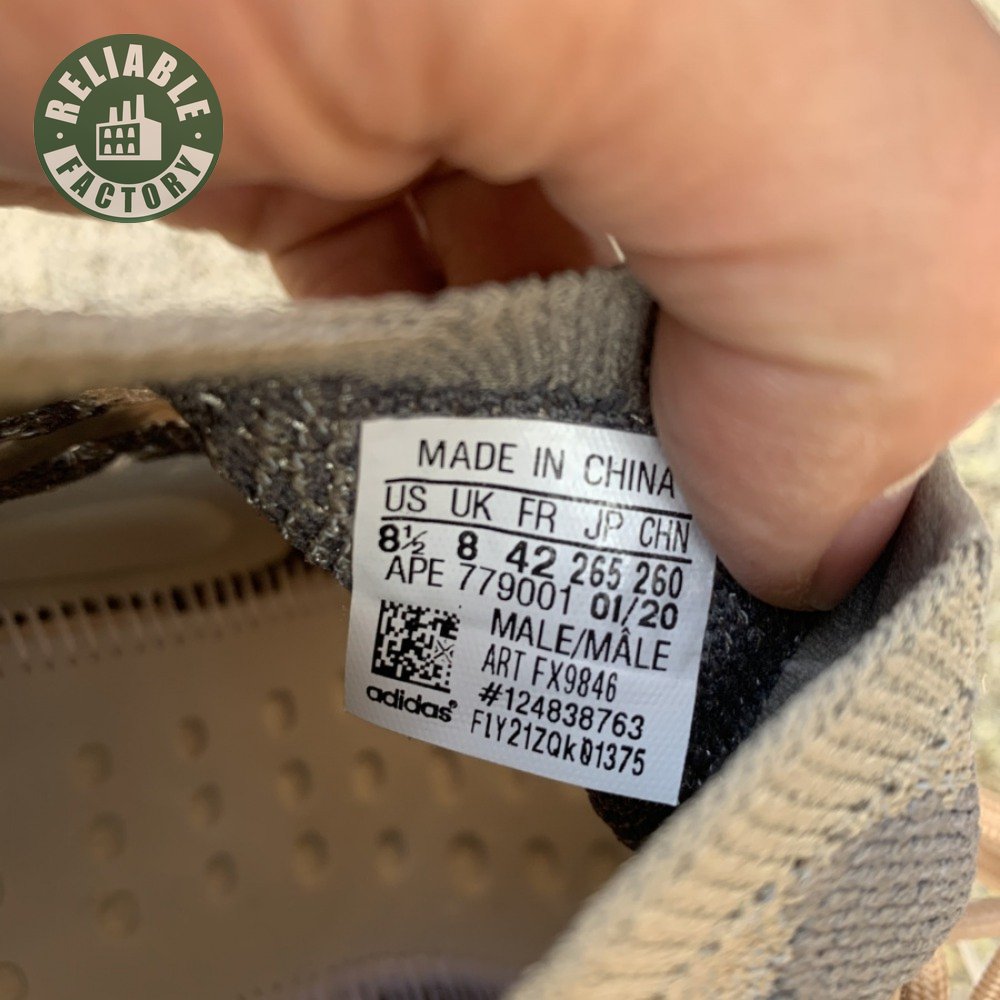 RELIABLE
FACTORY
MADE IN CHINA
US UK FR JP CHN
8½ 8 42 265 260
APE 779001 01/20
MALE/MÂLE
ART FX9846
#124838763
F1Y21ZQk01375
adidas®